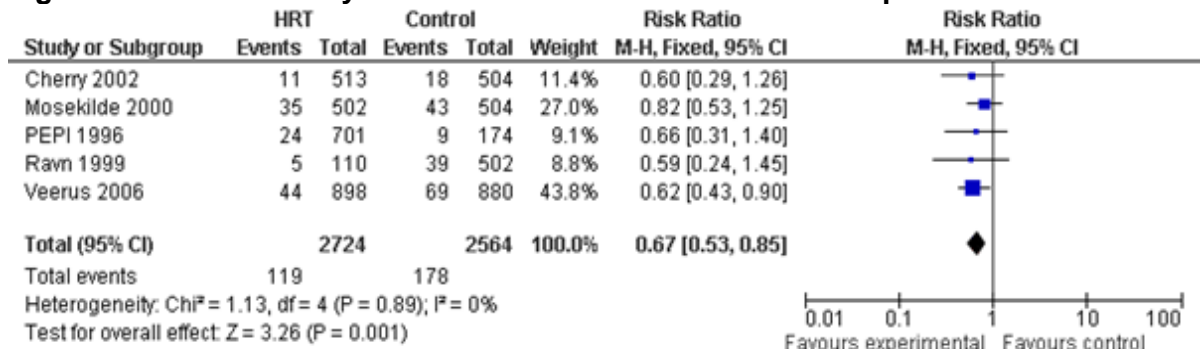 HRT Control Risk Ratio Risk Ratio
Study or Subgroup Events Total Events Total Weight M-H, Fixed, 95% CI M-H, Fixed, 95% CI
Cherry 2002 11 513 18 504 11.4% 0.60 [0.29, 1.26]
Mosekilde 2000 35 502 43 504 27.0% 0.82 [0.53, 1.25]
PEPI 1996 24 701 9 174 9.1% 0.66 [0.31, 1.40]
Ravn 1999 5 110 39 502 8.8% 0.59 [0.24, 1.45]
Veerus 2006 44 898 69 880 43.8% 0.62 [0.43, 0.90]
Total (95% CI) 2724 2564 100.0% 0.67 [0.53, 0.85]
Total events 119 178
Heterogeneity: Chi² = 1.13, df = 4 (P = 0.89); I² = 0%
Test for overall effect: Z = 3.26 (P = 0.001)
0.01 0.1 1 10 100
Favours experimental Favours control